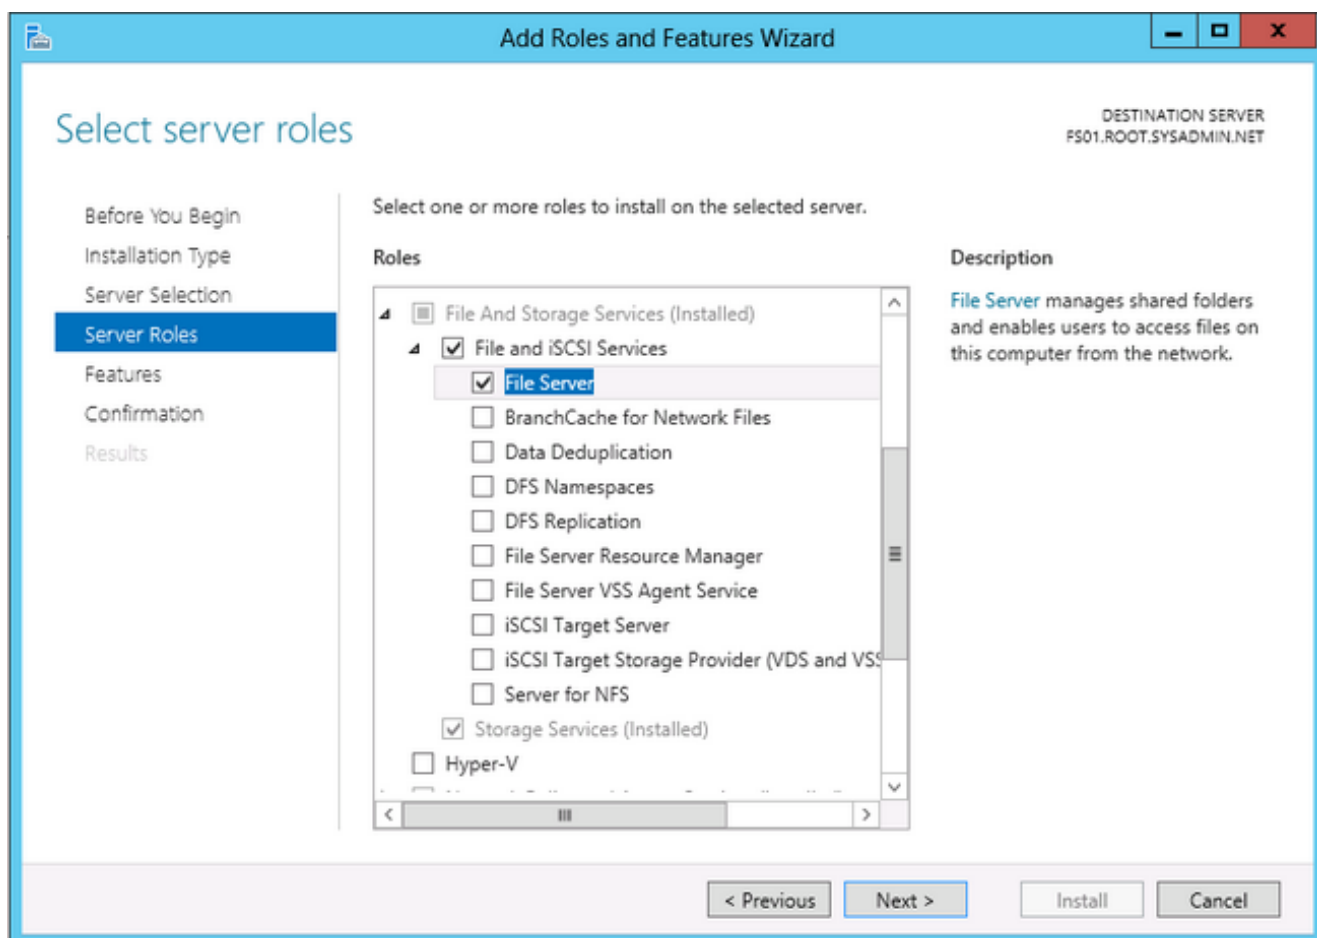 Add Roles and Features Wizard
Select server roles
DESTINATION SERVER
FS01.ROOT.SYSADMIN.NET
Before You Begin
Installation Type
Server Selection
Server Roles
Features
Confirmation
Results
Select one or more roles to install on the selected server.
Roles
File And Storage Services (Installed)
File and iSCSI Services
File Server
BranchCache for Network Files
Data Deduplication
DFS Namespaces
DFS Replication
File Server Resource Manager
File Server VSS Agent Service
iSCSI Target Server
iSCSI Target Storage Provider (VDS and VSS
Server for NFS
Storage Services (Installed)
Hyper-V
Description
File Server manages shared folders
and enables users to access files on
this computer from the network.
< Previous
Next >
Install
Cancel